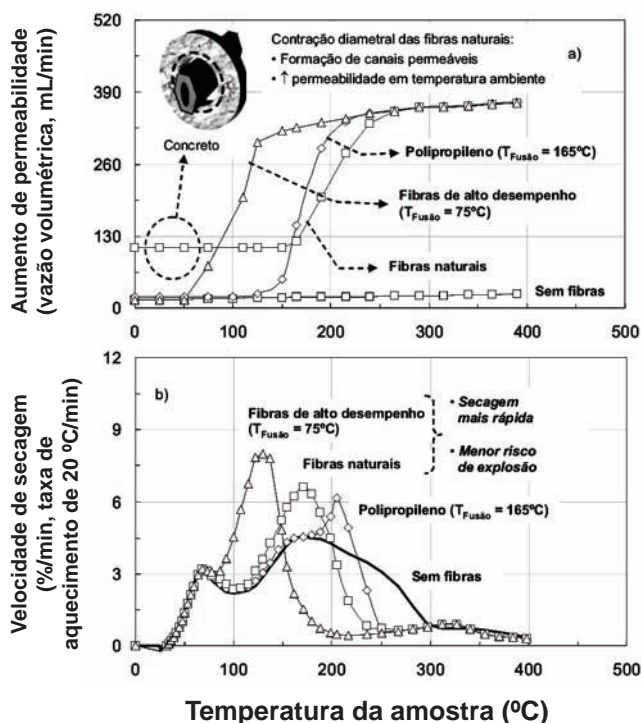 Aumento de permeabilidade
(vazão volumétrica, mL/min)
520
390
260
130
0
Contração diametral das fibras naturais:
• Formação de canais permeáveis
• ↑ permeabilidade em temperatura ambiente
a)
Concreto
Polipropileno (TFusão = 165ºC)
Fibras de alto desempenho
(TFusão = 75ºC)
Fibras naturais
Sem fibras
0
100
200
300
400
500
Velocidade de secagem
(%/min, taxa de
aquecimento de 20 ºC/min)
12
9
6
3
0
b)
Fibras de alto desempenho
(TFusão = 75ºC)
• Secagem
mais rápida
• Menor risco
de explosão
Fibras naturais
Polipropileno (TFusão = 165ºC)
Sem fibras
0
100
200
300
400
500
Temperatura da amostra (ºC)